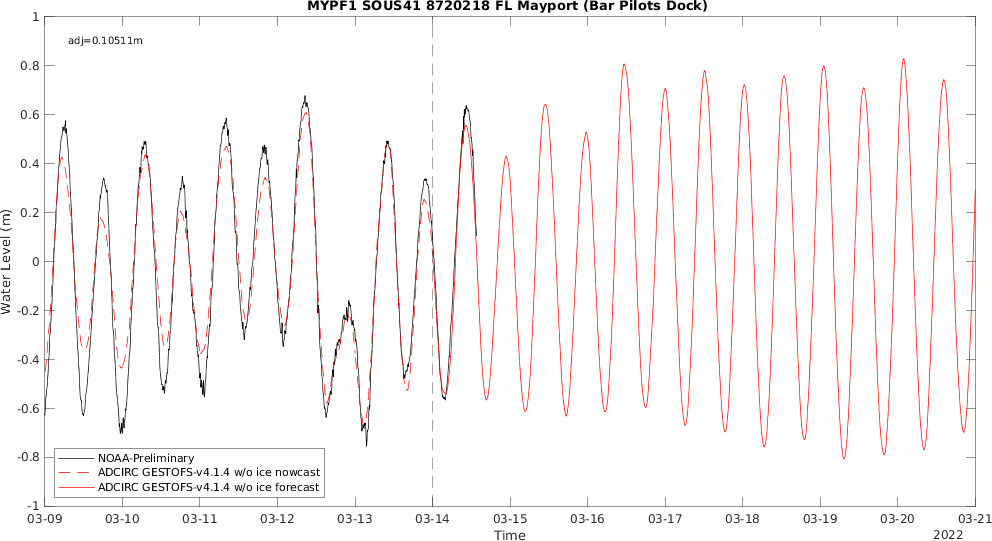 MYPF1 SOUS41 8720218 FL Mayport (Bar Pilots Dock)
adj=0.10511m
1
0.8
0.6
0.4
0.2
0
-0.2
-0.4
-0.6
-0.8
-1
Water Level (m)
NOAA-Preliminary
ADCIRC GESTOFS-v4.1.4 w/o ice nowcast
ADCIRC GESTOFS-v4.1.4 w/o ice forecast
03-09 03-10 03-11 03-12 03-13 03-14 03-15 03-16 03-17 03-18 03-19 03-20 03-21
Time
2022